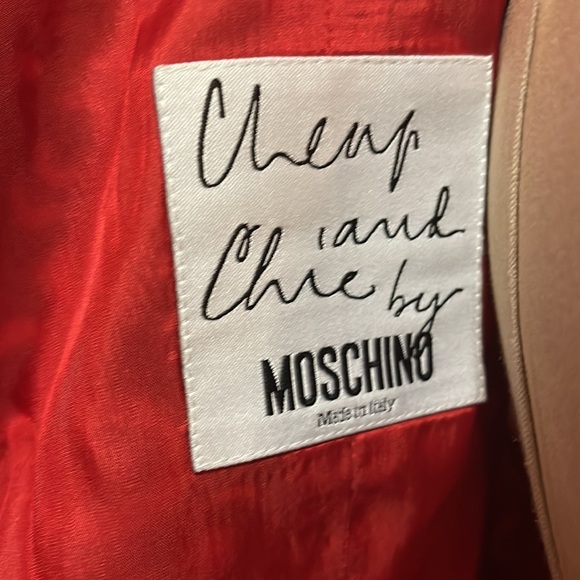 Cheap
and
Chic by
MOSCHINO
Made in Italy